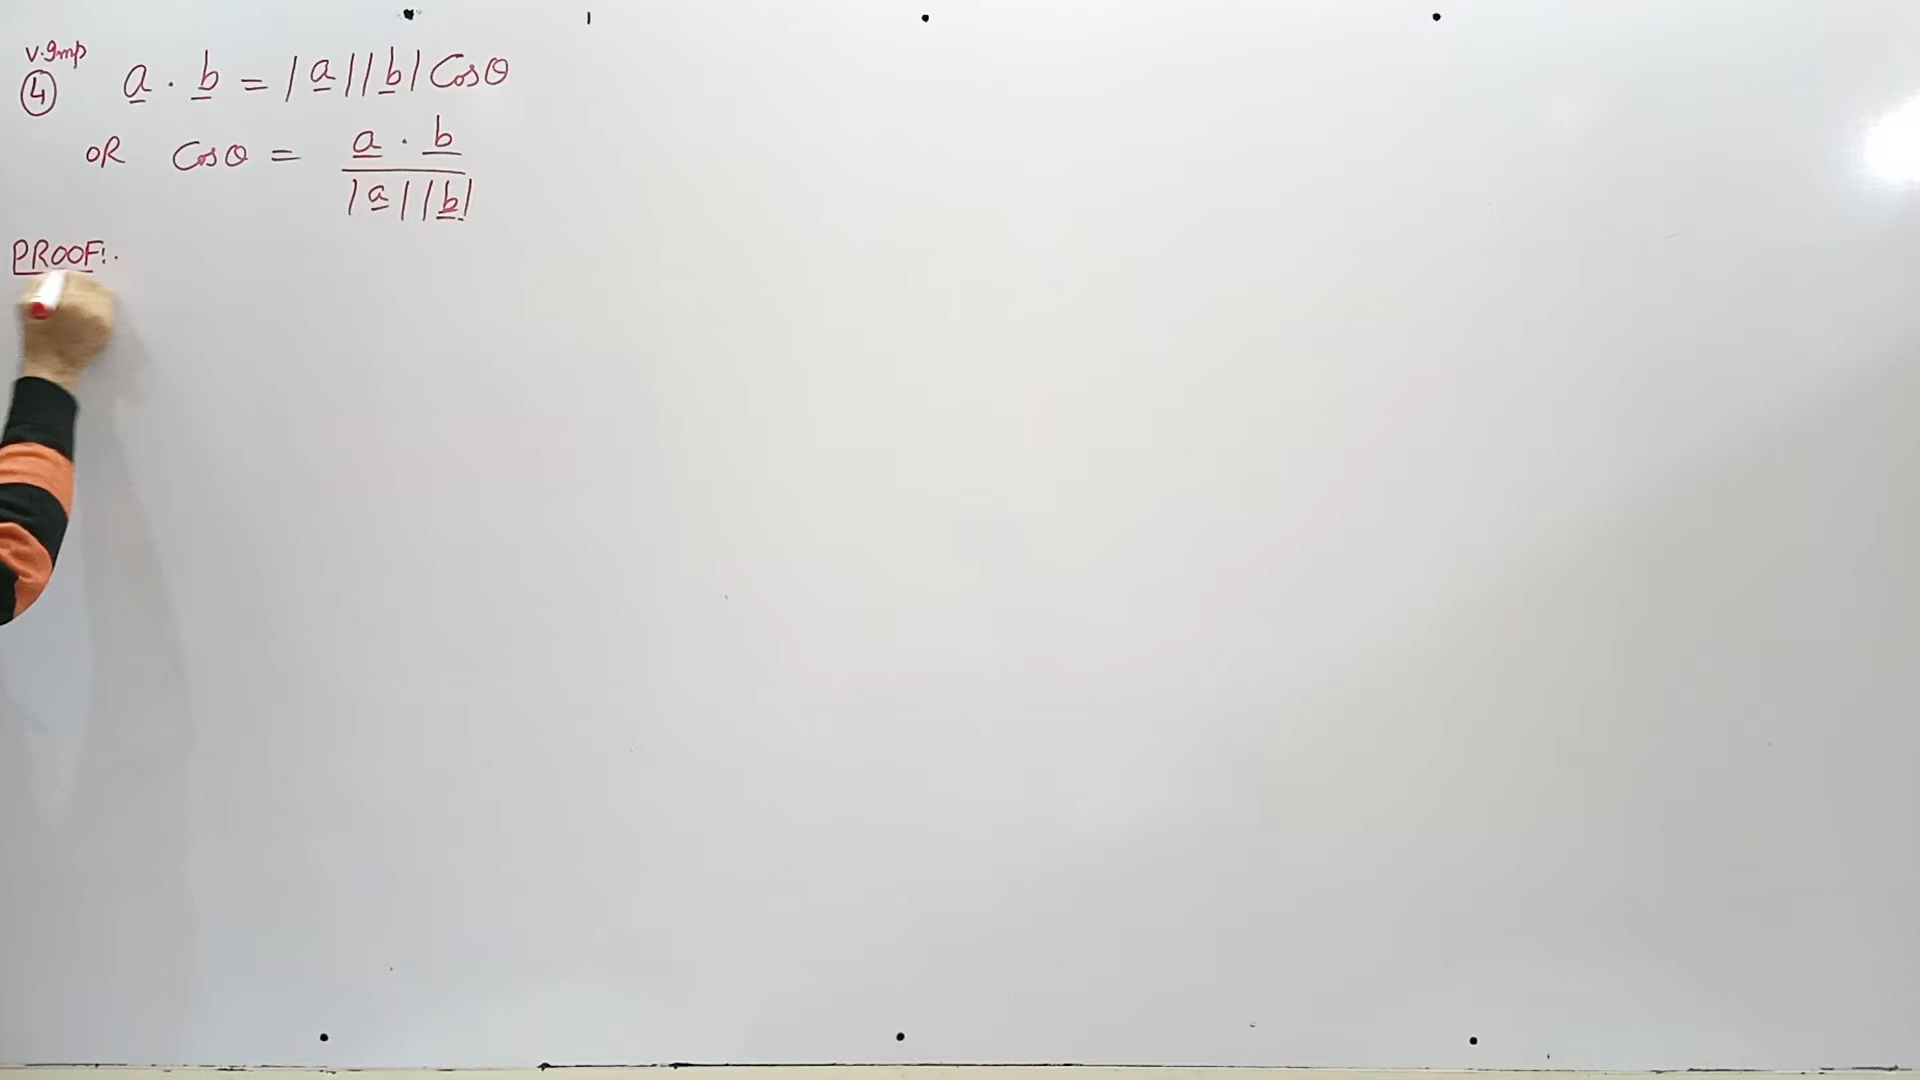 V. Imp
④ a · b = |a||b| Cosθ
OR Cosθ = a · b / |a||b|
PROOF:-